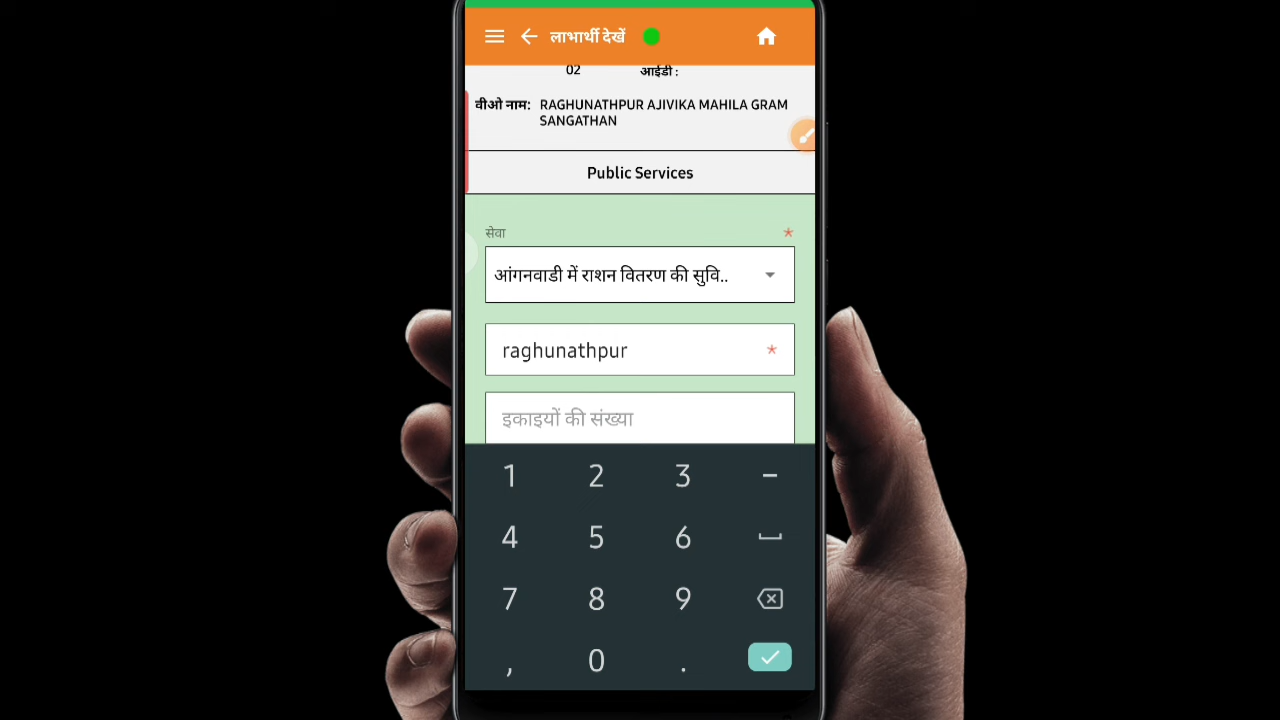 लाभार्थी देखें
02 आईडी :
वीओ नाम: RAGHUNATHPUR AJIVIKA MAHILA GRAM
SANGATHAN
Public Services
सेवा *
आंगनवाडी में राशन वितरण की सुवि..
raghunathpur *
इकाइयों की संख्या
1 2 3 -
4 5 6
7 8 9
, 0 .